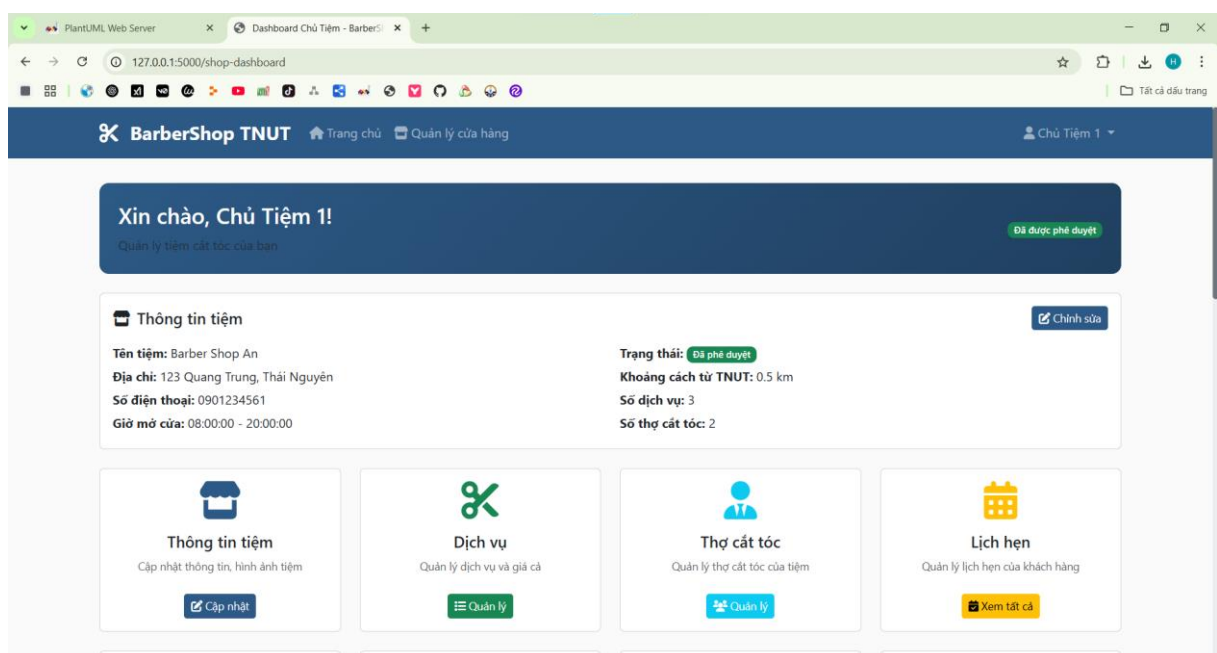 PlantUML Web Server
Dashboard Chủ Tiệm - BarberS
127.0.0.1:5000/shop-dashboard
H
Tất cả dấu trang
BarberShop TNUT Trang chủ Quản lý cửa hàng Chủ Tiệm 1
Xin chào, Chủ Tiệm 1!
Quản lý tiệm cắt tóc của bạn
Đã được phê duyệt
Thông tin tiệm
Chỉnh sửa
Tên tiệm: Barber Shop An
Địa chỉ: 123 Quang Trung, Thái Nguyên
Số điện thoại: 0901234561
Giờ mở cửa: 08:00:00 - 20:00:00
Trạng thái: Đã phê duyệt
Khoảng cách từ TNUT: 0.5 km
Số dịch vụ: 3
Số thợ cắt tóc: 2
Thông tin tiệm
Cập nhật thông tin, hình ảnh tiệm
Cập nhật
Dịch vụ
Quản lý dịch vụ và giá cả
Quản lý
Thợ cắt tóc
Quản lý thợ cắt tóc của tiệm
Quản lý
Lịch hẹn
Quản lý lịch hẹn của khách hàng
Xem tất cả